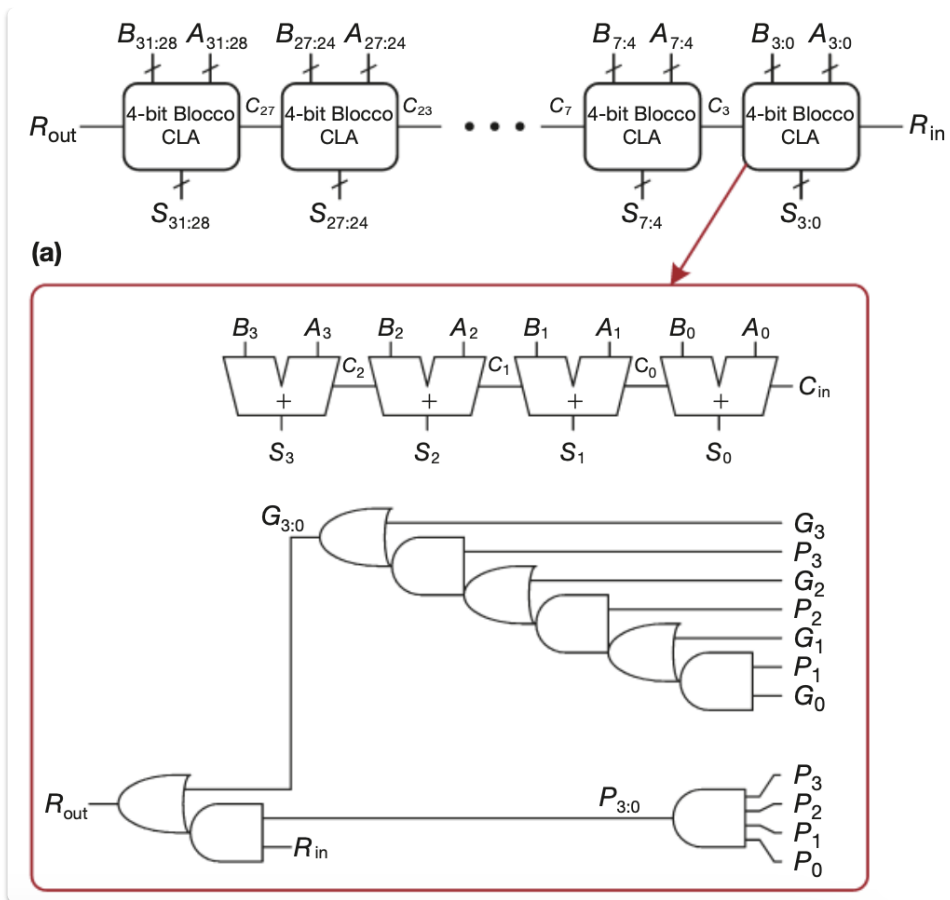 B31:28 A31:28 B27:24 A27:24 B7:4 A7:4 B3:0 A3:0
Rout 4-bit Blocco CLA C27 4-bit Blocco CLA C23 • • • C7 4-bit Blocco CLA C3 4-bit Blocco CLA Rin
S31:28 S27:24 S7:4 S3:0
(a)
B3 A3 B2 A2 B1 A1 B0 A0
+ C2 + C1 + C0 + Cin
S3 S2 S1 S0
G3:0 G3
P3
G2
P2
G1
P1
G0
P3:0 P3
Rout P2
P1
Rin P0